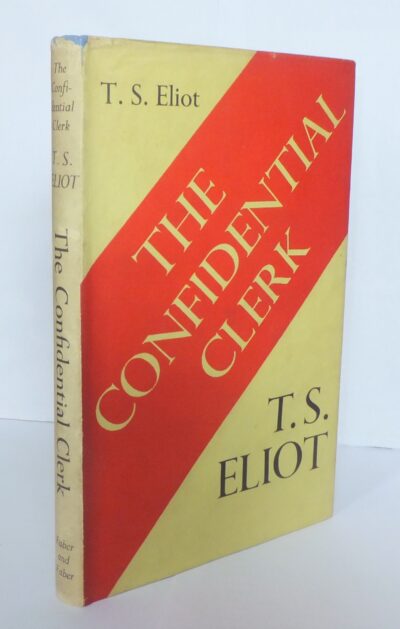 The
Confi-
dential
Clerk
T. S.
ELIOT
The Confidential Clerk
Faber
and
Faber
T. S. Eliot
THE
CONFIDENTIAL
CLERK
T. S.
ELIOT